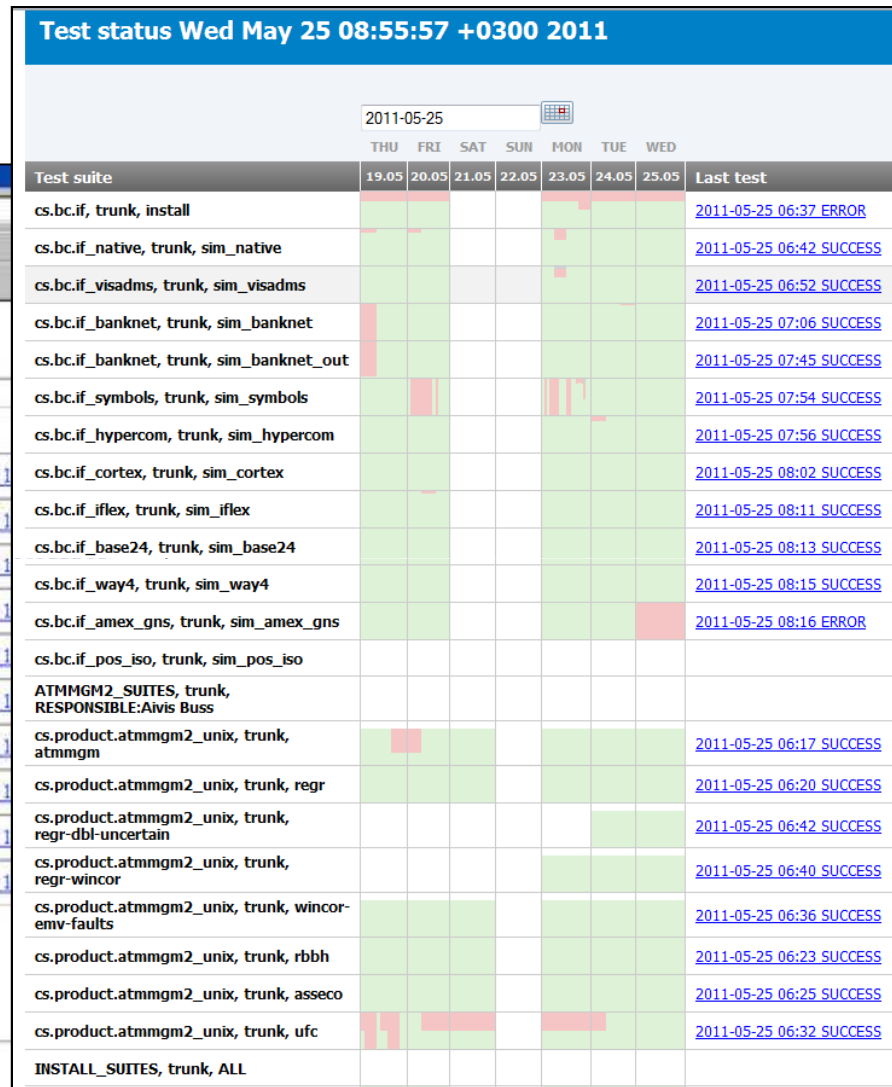 Test status Wed May 25 08:55:57 +0300 2011
2011-05-25
THU FRI SAT SUN MON TUE WED
Test suite 19.05 20.05 21.05 22.05 23.05 24.05 25.05 Last test
cs.bc.if, trunk, install 2011-05-25 06:37 ERROR
cs.bc.if_native, trunk, sim_native 2011-05-25 06:42 SUCCESS
cs.bc.if_visadms, trunk, sim_visadms 2011-05-25 06:52 SUCCESS
cs.bc.if_banknet, trunk, sim_banknet 2011-05-25 07:06 SUCCESS
cs.bc.if_banknet, trunk, sim_banknet_out 2011-05-25 07:45 SUCCESS
cs.bc.if_symbols, trunk, sim_symbols 2011-05-25 07:54 SUCCESS
cs.bc.if_hypercom, trunk, sim_hypercom 2011-05-25 07:56 SUCCESS
cs.bc.if_cortex, trunk, sim_cortex 2011-05-25 08:02 SUCCESS
cs.bc.if_iflex, trunk, sim_iflex 2011-05-25 08:11 SUCCESS
cs.bc.if_base24, trunk, sim_base24 2011-05-25 08:13 SUCCESS
cs.bc.if_way4, trunk, sim_way4 2011-05-25 08:15 SUCCESS
cs.bc.if_amex_gns, trunk, sim_amex_gns 2011-05-25 08:16 ERROR
cs.bc.if_pos_iso, trunk, sim_pos_iso
ATMMGM2_SUITES, trunk,
RESPONSIBLE:Aivis Buss
cs.product.atmmgm2_unix, trunk,
atmmgm 2011-05-25 06:17 SUCCESS
cs.product.atmmgm2_unix, trunk, regr 2011-05-25 06:20 SUCCESS
cs.product.atmmgm2_unix, trunk,
regr-dbl-uncertain 2011-05-25 06:42 SUCCESS
cs.product.atmmgm2_unix, trunk,
regr-wincor 2011-05-25 06:40 SUCCESS
cs.product.atmmgm2_unix, trunk, wincor-
emv-faults 2011-05-25 06:36 SUCCESS
cs.product.atmmgm2_unix, trunk, rbbh 2011-05-25 06:23 SUCCESS
cs.product.atmmgm2_unix, trunk, asseco 2011-05-25 06:25 SUCCESS
cs.product.atmmgm2_unix, trunk, ufc 2011-05-25 06:32 SUCCESS
INSTALL_SUITES, trunk, ALL